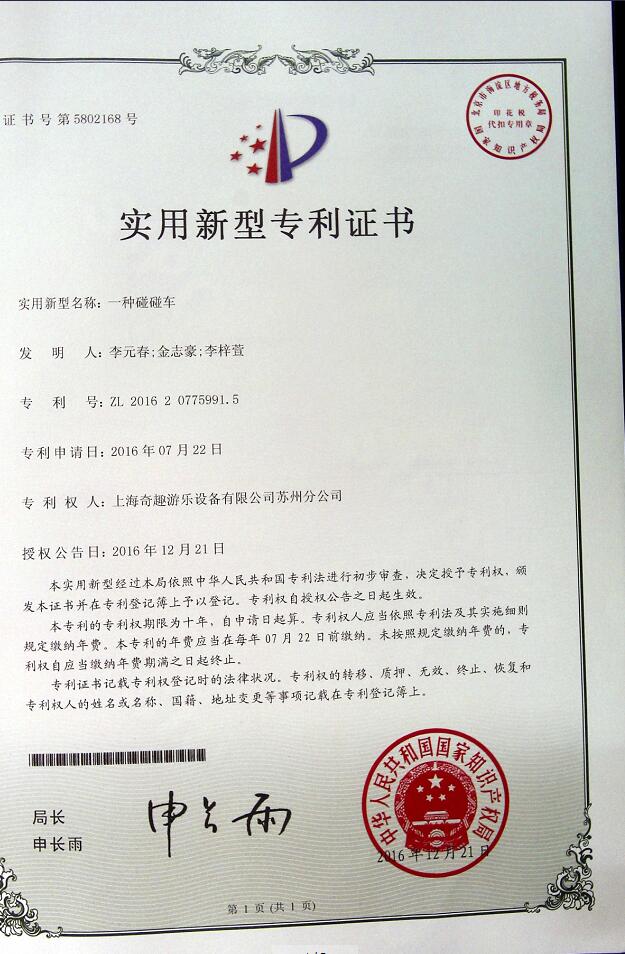 证书号第5802168号
北京市海淀区地方税务局
印花税
代扣专用章
国家知识产权局
实用新型专利证书
实用新型名称：一种碰碰车
发明人：李元春;金志豪;李梓萱
专利号：ZL 2016 2 0775991.5
专利申请日：2016年07月22日
专利权人：上海奇趣游乐设备有限公司苏州分公司
授权公告日：2016年12月21日
本实用新型经过本局依照中华人民共和国专利法进行初步审查，决定授予专利权，颁
发本证书并在专利登记簿上予以登记。专利权自授权公告之日起生效。
本专利的专利权期限为十年，自申请日起算。专利权人应当依照专利法及其实施细则
规定缴纳年费。本专利的年费应当在每年07月22日前缴纳。未按照规定缴纳年费的，专
利权自应当缴纳年费期满之日起终止。
专利证书记载专利权登记时的法律状况。专利权的转移、质押、无效、终止、恢复和
专利权人的姓名或名称、国籍、地址变更等事项记载在专利登记簿上。
局长
申长雨
申长雨
中华人民共和国国家知识产权局
2016年12月21日
第1页(共1页)